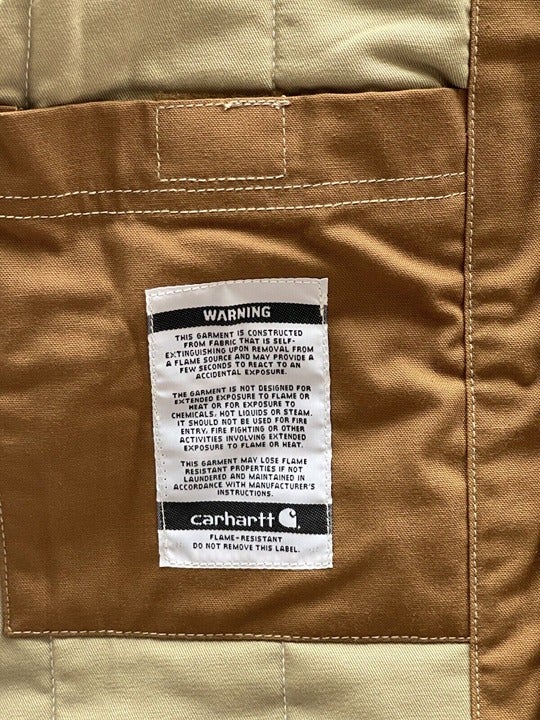 WARNING
THIS GARMENT IS CONSTRUCTED
FROM FABRIC THAT IS SELF-
EXTINGUISHING UPON REMOVAL FROM
A FLAME SOURCE AND MAY PROVIDE A
FEW SECONDS TO REACT TO AN
ACCIDENTAL EXPOSURE.
THE GARMENT IS NOT DESIGNED FOR
EXTENDED EXPOSURE TO FLAME OR
HEAT OR FOR EXPOSURE TO
CHEMICALS, HOT LIQUIDS OR STEAM.
IT SHOULD NOT BE USED FOR FIRE
ENTRY, FIRE FIGHTING OR OTHER
ACTIVITIES INVOLVING EXTENDED
EXPOSURE TO FLAME OR HEAT.
THIS GARMENT MAY LOSE FLAME
RESISTANT PROPERTIES IF NOT
LAUNDERED AND MAINTAINED IN
ACCORDANCE WITH MANUFACTURER'S
INSTRUCTIONS.
carhartt
FLAME-RESISTANT
DO NOT REMOVE THIS LABEL.